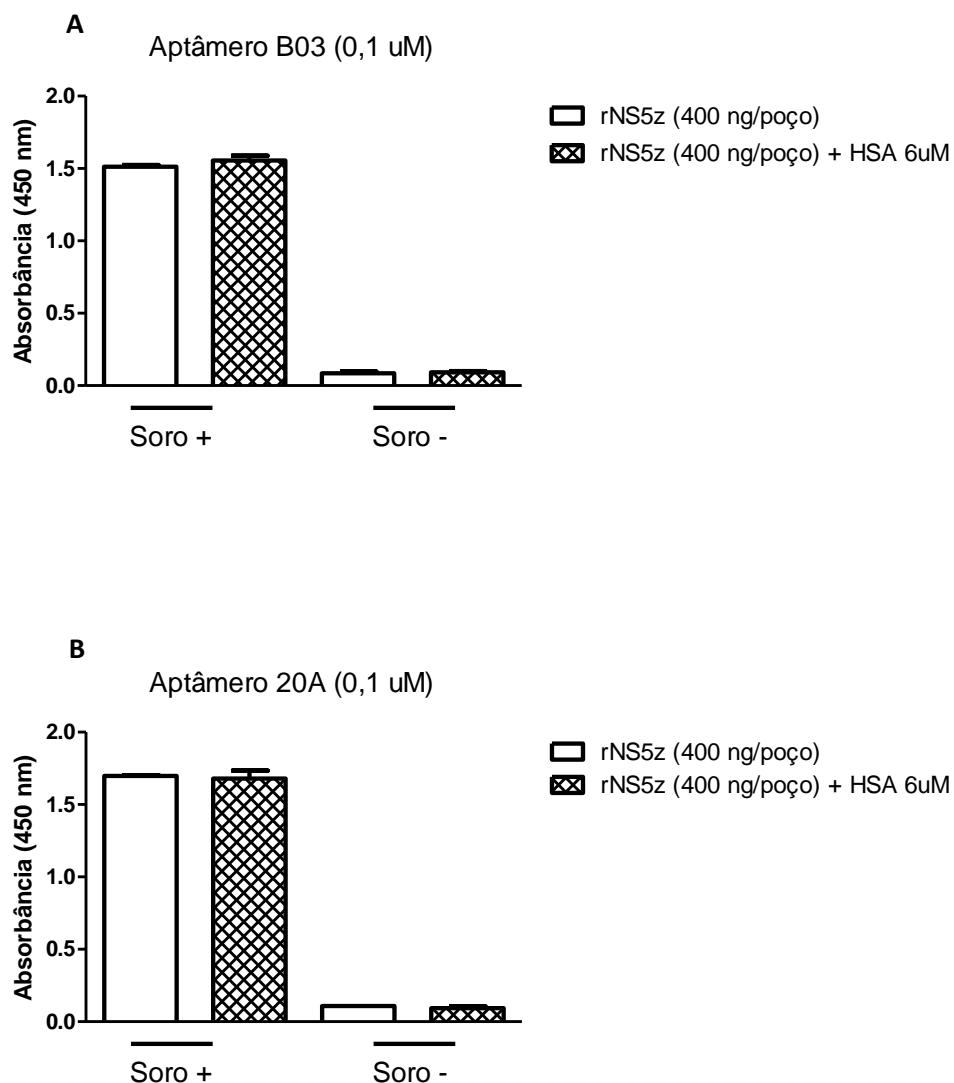 A
Aptâmero B03 (0,1 uM)
Absorbância (450 nm)
2.0
1.5
1.0
0.5
0.0
Soro +
Soro -
rNS5z (400 ng/poço)
rNS5z (400 ng/poço) + HSA 6uM
B
Aptâmero 20A (0,1 uM)
Absorbância (450 nm)
2.0
1.5
1.0
0.5
0.0
Soro +
Soro -
rNS5z (400 ng/poço)
rNS5z (400 ng/poço) + HSA 6uM